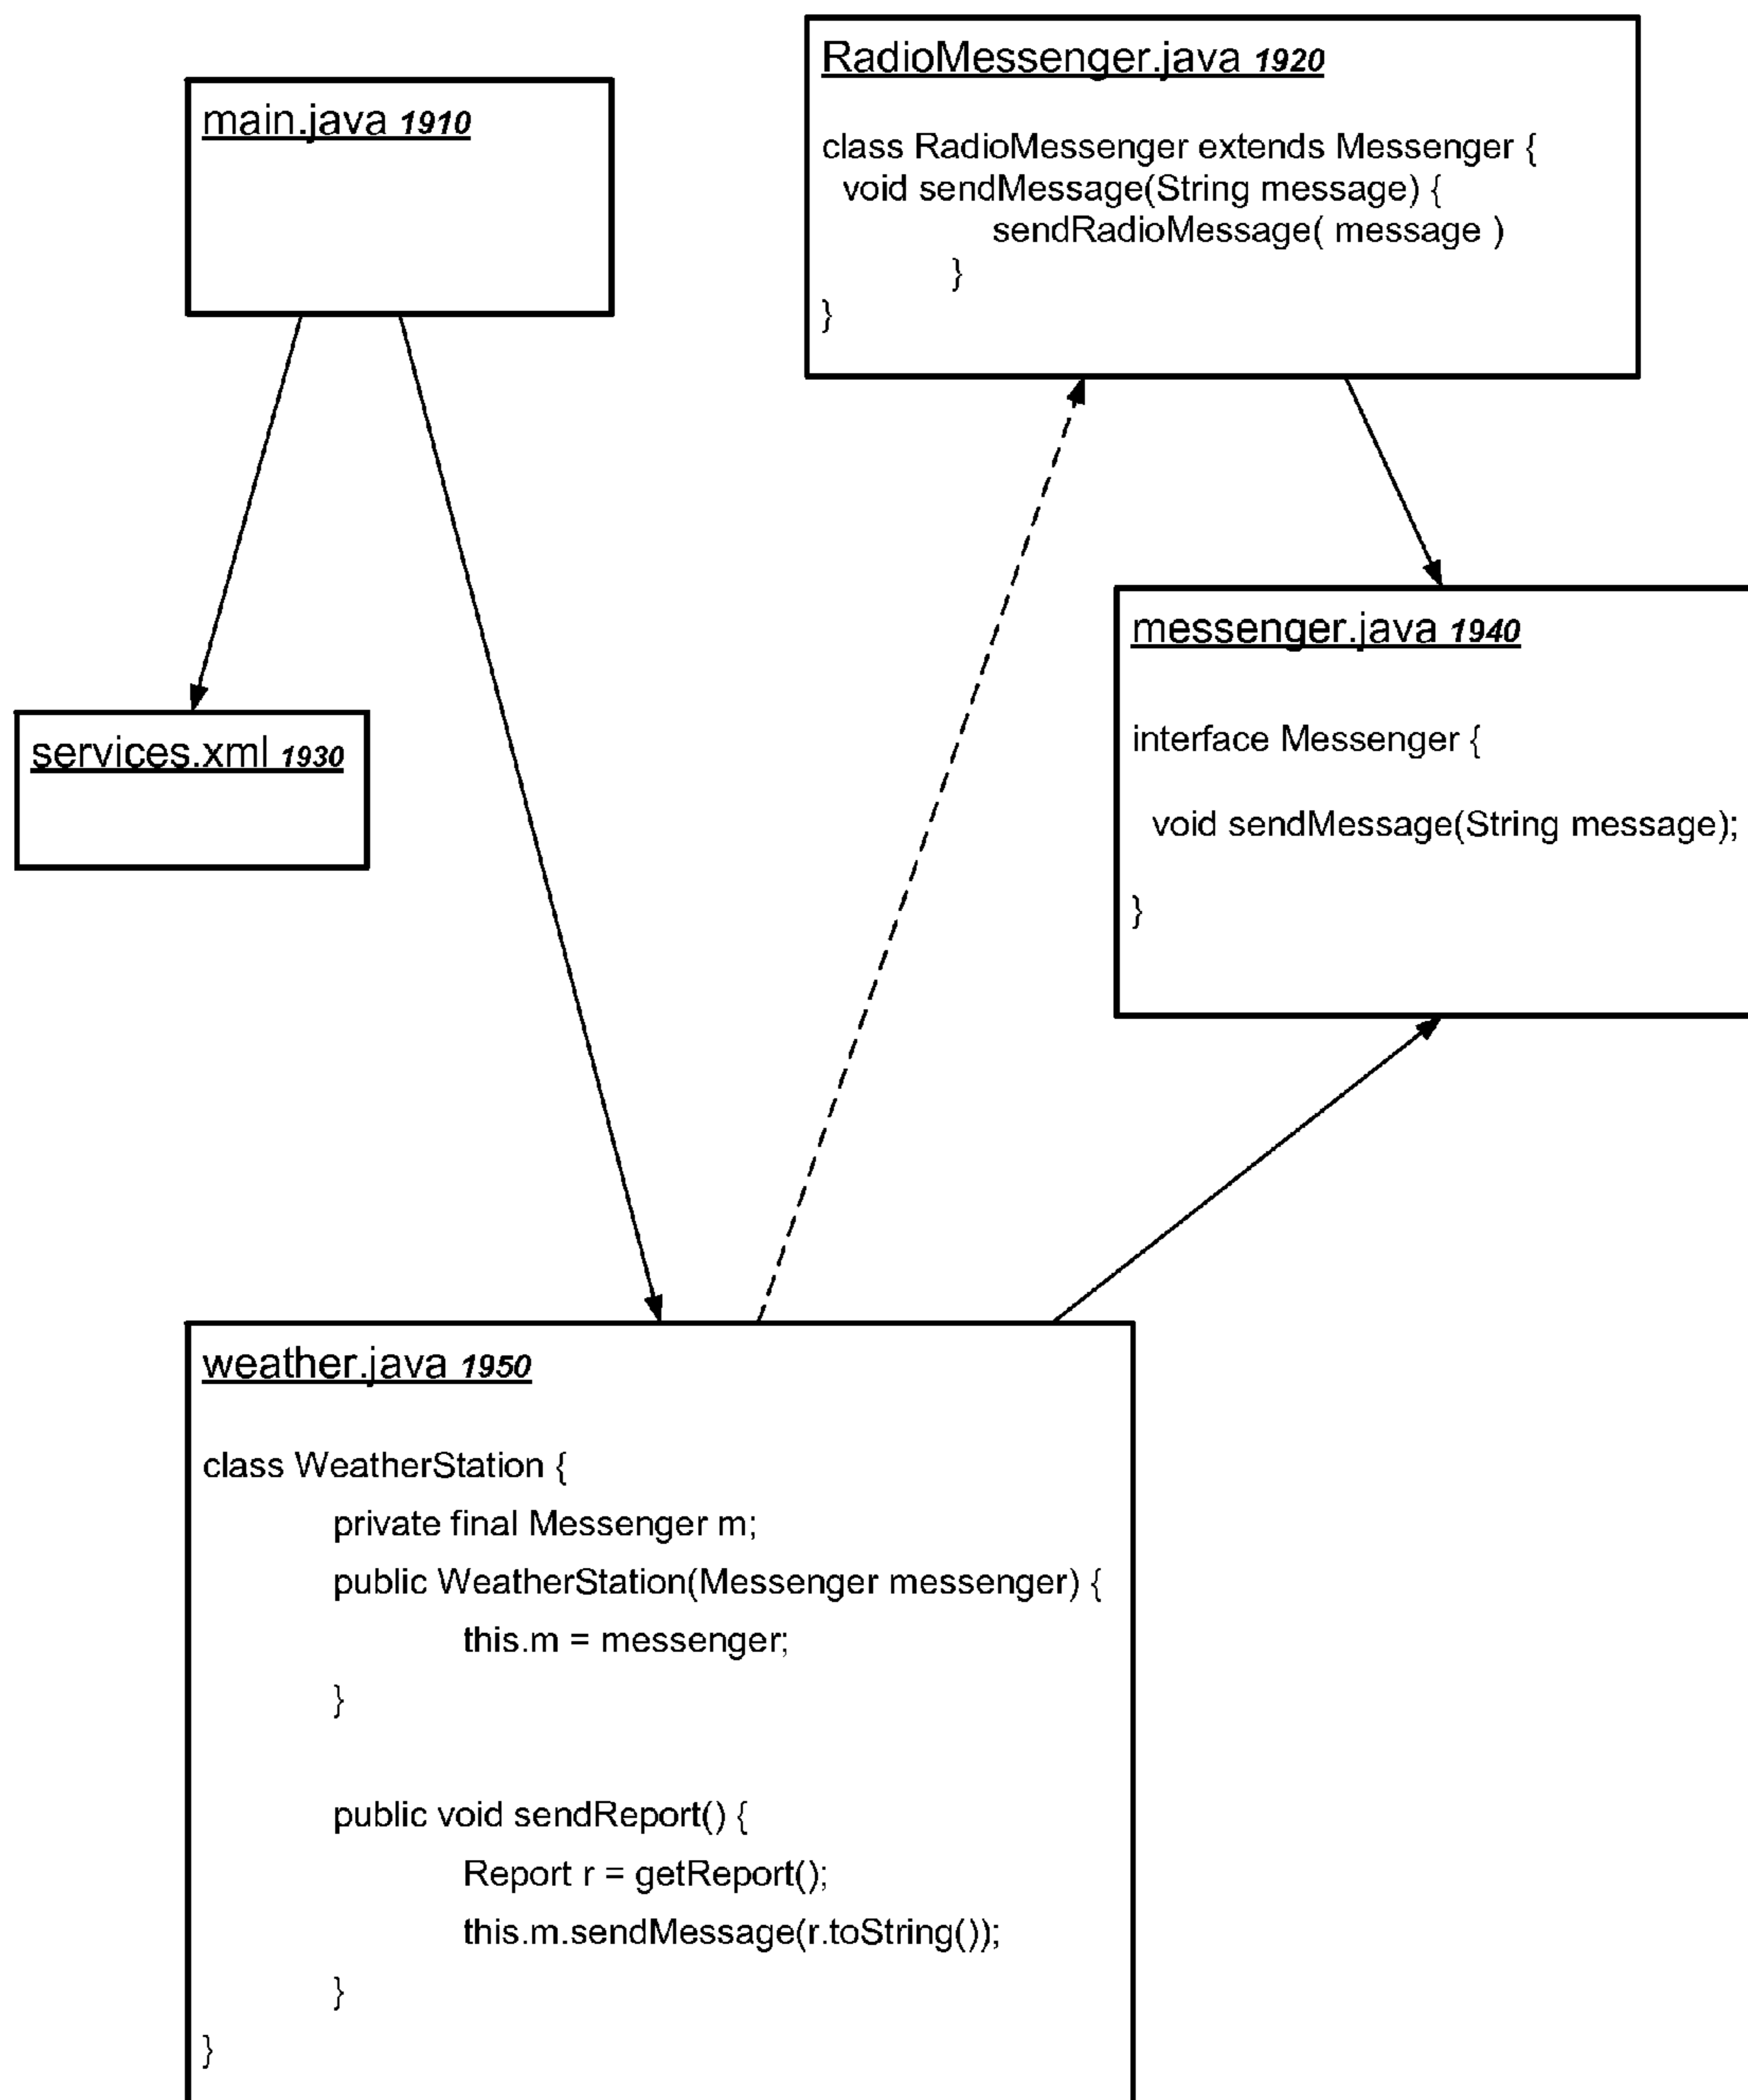 main.java 1910
RadioMessenger.java 1920
class RadioMessenger extends Messenger {
void sendMessage(String message) {
sendRadioMessage( message )
}
}
services.xml 1930
messenger.java 1940
interface Messenger {
void sendMessage(String message);
}
weather.java 1950
class WeatherStation {
private final Messenger m;
public WeatherStation(Messenger messenger) {
this.m = messenger;
}
public void sendReport() {
Report r = getReport();
this.m.sendMessage(r.toString());
}
}